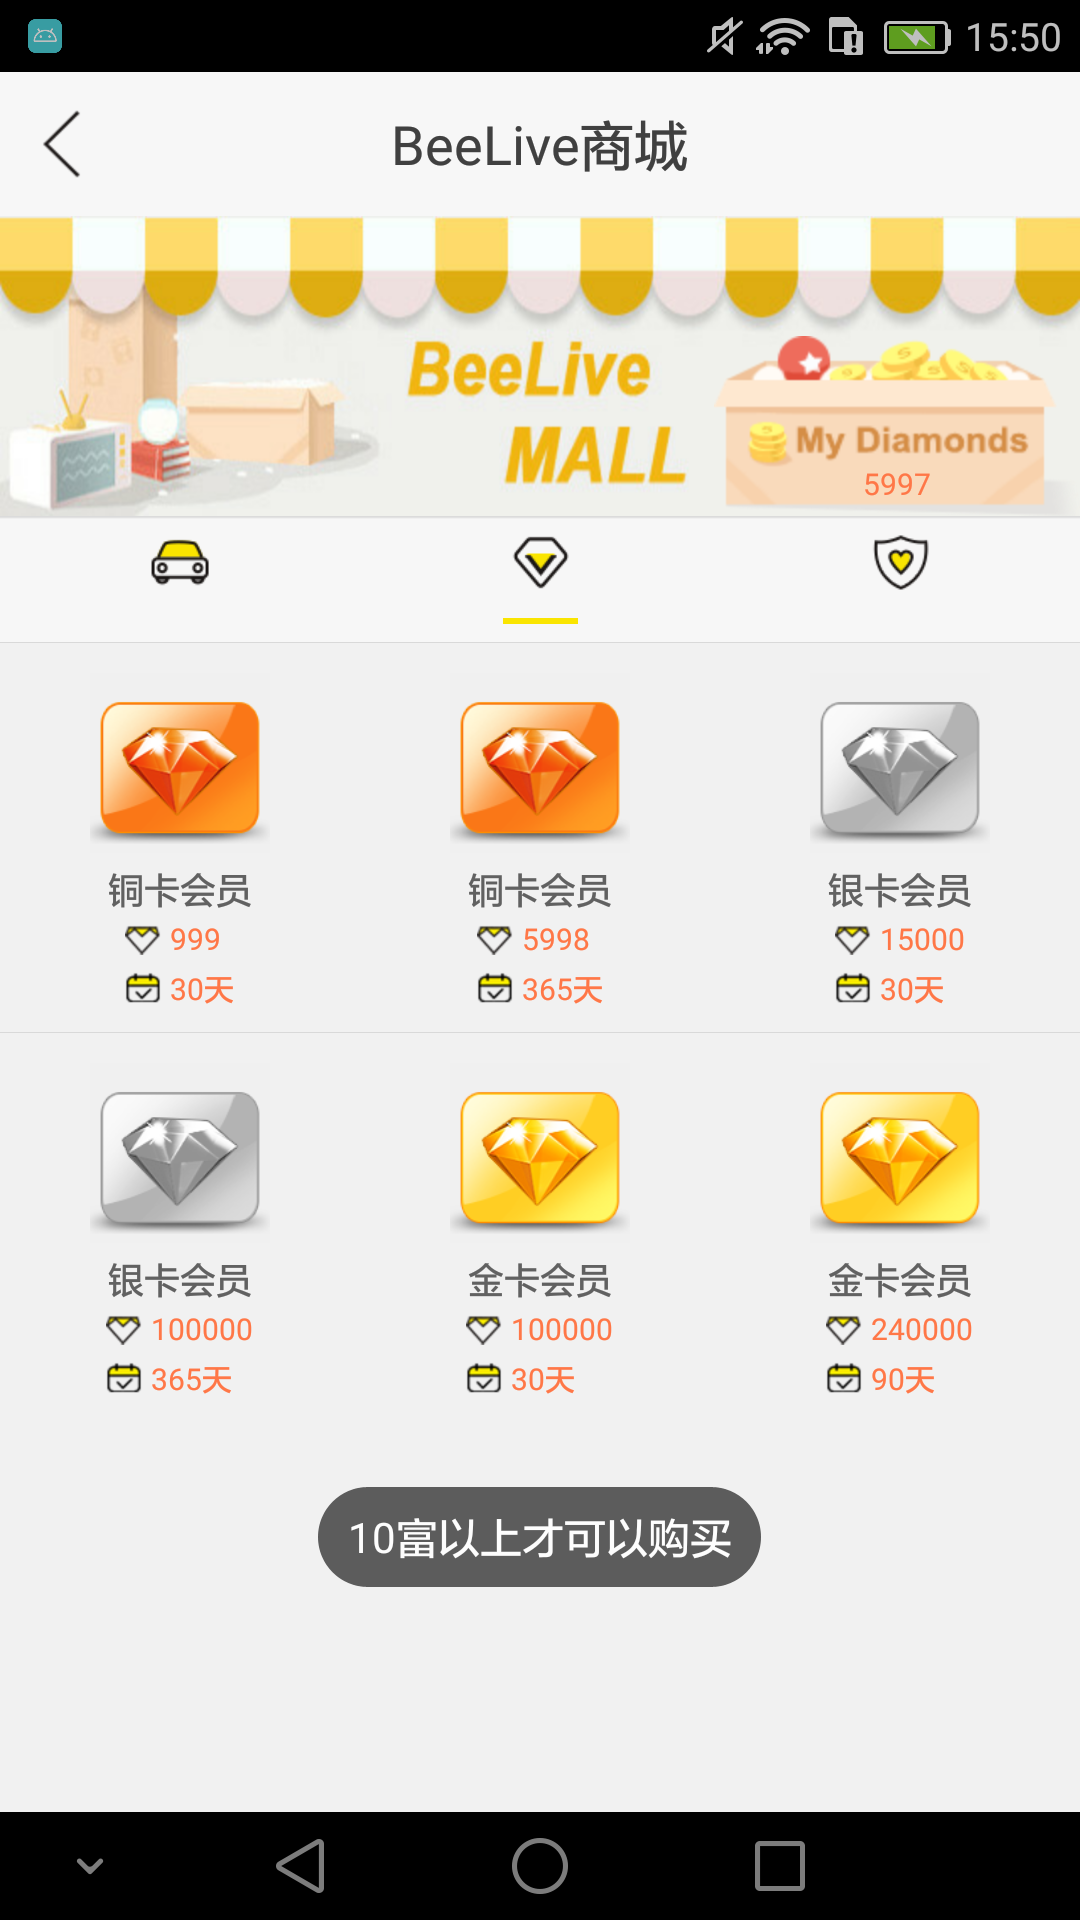 15:50
BeeLive商城
BeeLive
MALL
My Diamonds
5997
铜卡会员 铜卡会员 银卡会员
999 5998 15000
30天 365天 30天
银卡会员 金卡会员 金卡会员
100000 100000 240000
365天 30天 90天
10富以上才可以购买